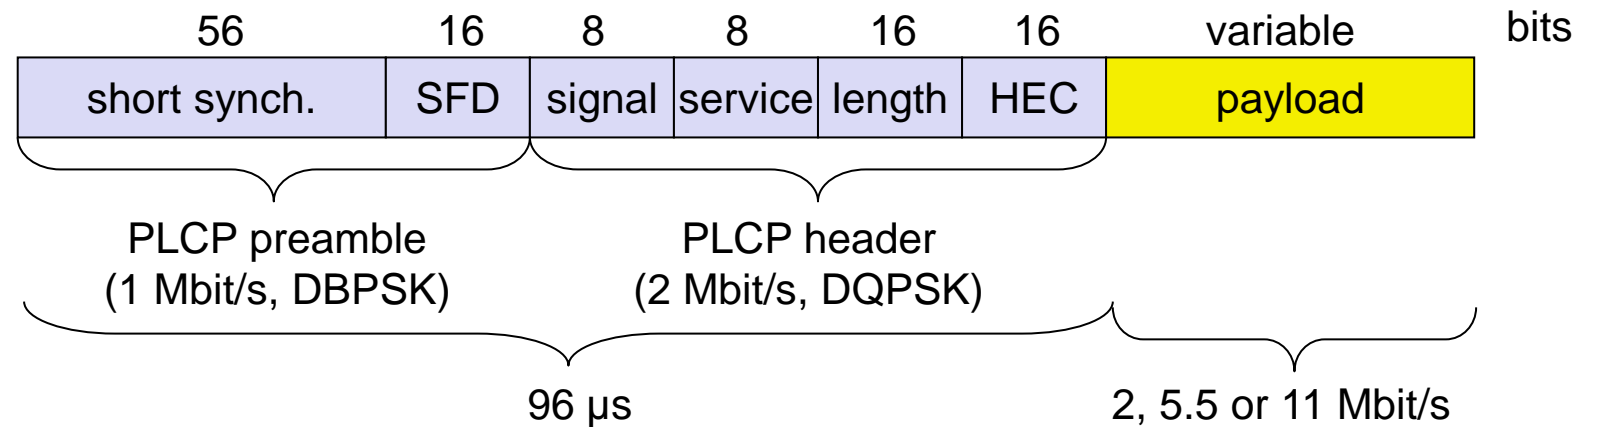 56 16 8 8 16 16 variable bits
short synch. SFD signal service length HEC payload
PLCP preamble
(1 Mbit/s, DBPSK)
PLCP header
(2 Mbit/s, DQPSK)
96 µs
2, 5.5 or 11 Mbit/s